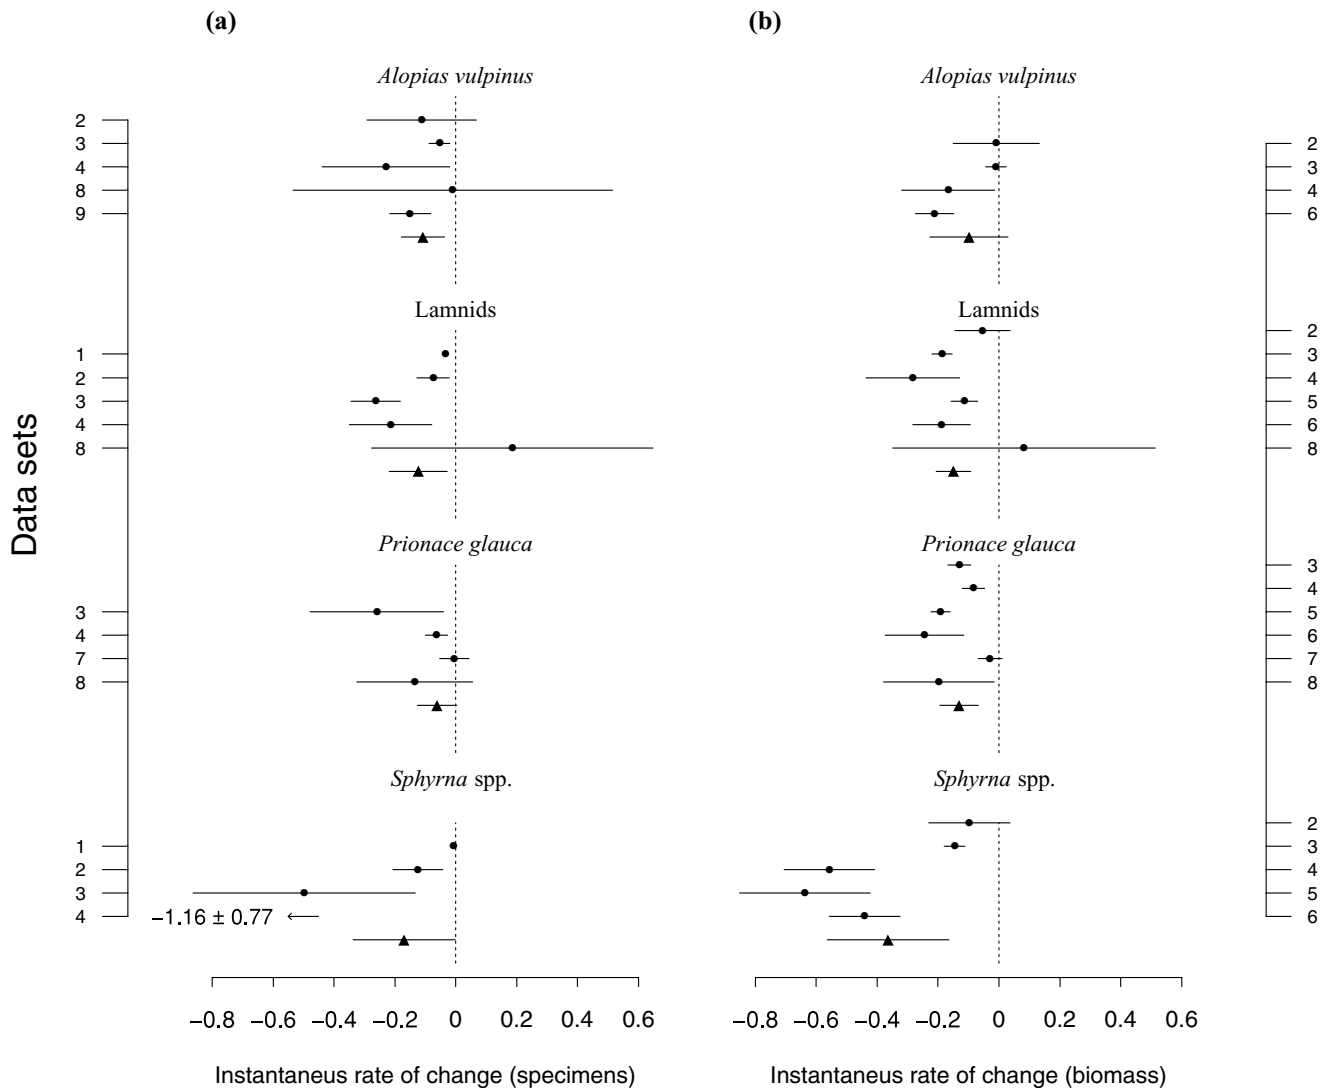 (a)
(b)
Alopias vulpinus
Alopias vulpinus
2
3
4
8
9
2
3
4
6
Lamnids
Lamnids
1
2
3
4
8
2
3
4
5
6
8
Data sets
Prionace glauca
Prionace glauca
3
4
7
8
3
4
5
6
7
8
Sphyrna spp.
Sphyrna spp.
1
2
3
4
−1.16 ± 0.77
2
3
4
5
6
−0.8 −0.6 −0.4 −0.2 0 0.2 0.4 0.6
−0.8 −0.6 −0.4 −0.2 0 0.2 0.4 0.6
Instantaneus rate of change (specimens)
Instantaneus rate of change (biomass)